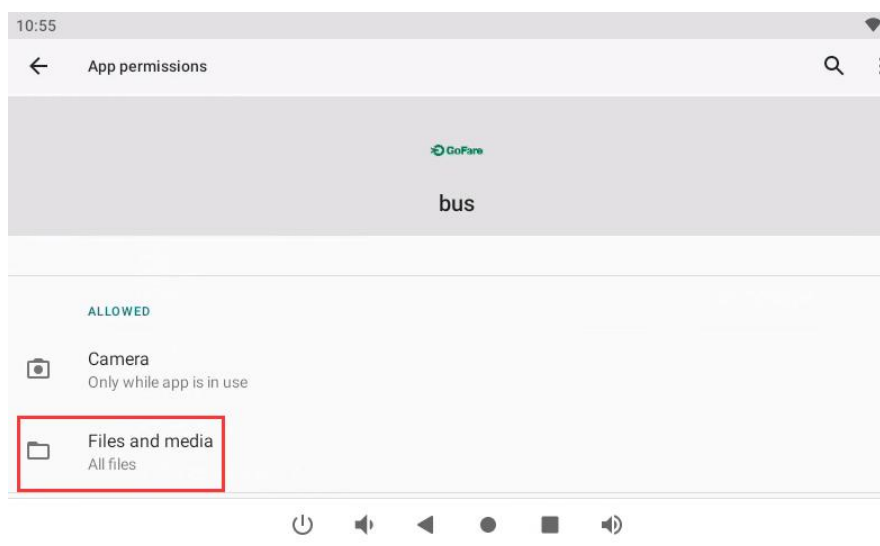 10:55
App permissions
GoFare
bus
ALLOWED
Camera
Only while app is in use
Files and media
All files